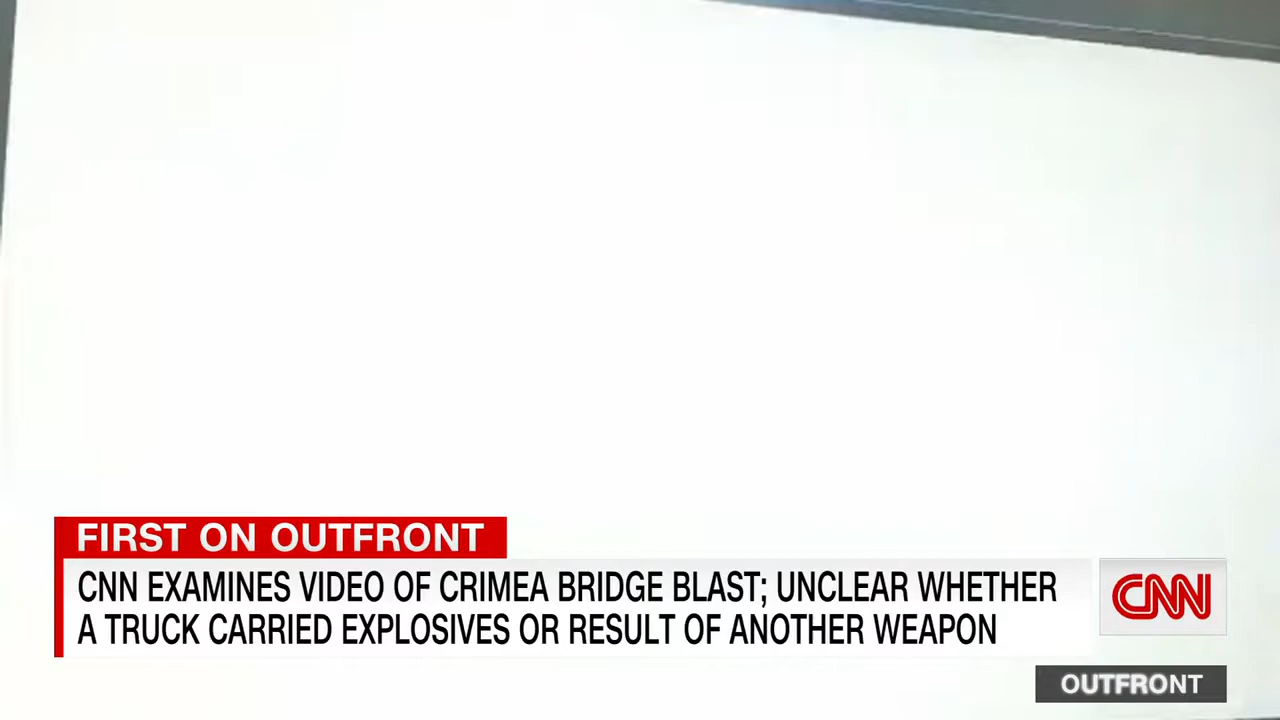 FIRST ON OUTFRONT
CNN EXAMINES VIDEO OF CRIMEA BRIDGE BLAST; UNCLEAR WHETHER
A TRUCK CARRIED EXPLOSIVES OR RESULT OF ANOTHER WEAPON
CNN
OUTFRONT